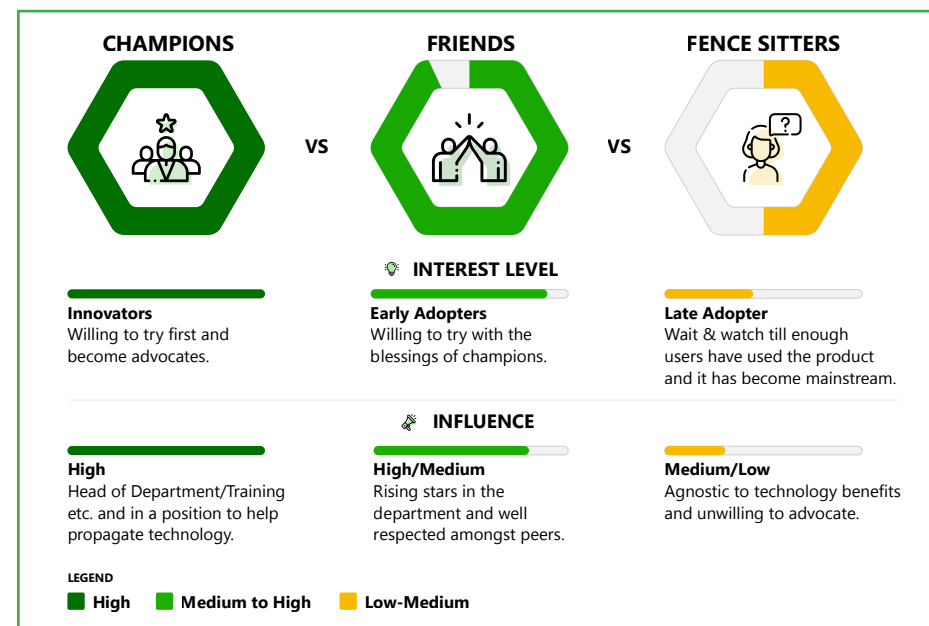 CHAMPIONS
FRIENDS
FENCE SITTERS
VS
VS
?
INTEREST LEVEL
Innovators
Willing to try first and
become advocates.
Early Adopters
Willing to try with the
blessings of champions.
Late Adopter
Wait & watch till enough
users have used the product
and it has become mainstream.
INFLUENCE
High
Head of Department/Training
etc. and in a position to help
propagate technology.
High/Medium
Rising stars in the
department and well
respected amongst peers.
Medium/Low
Agnostic to technology benefits
and unwilling to advocate.
LEGEND
High
Medium to High
Low-Medium